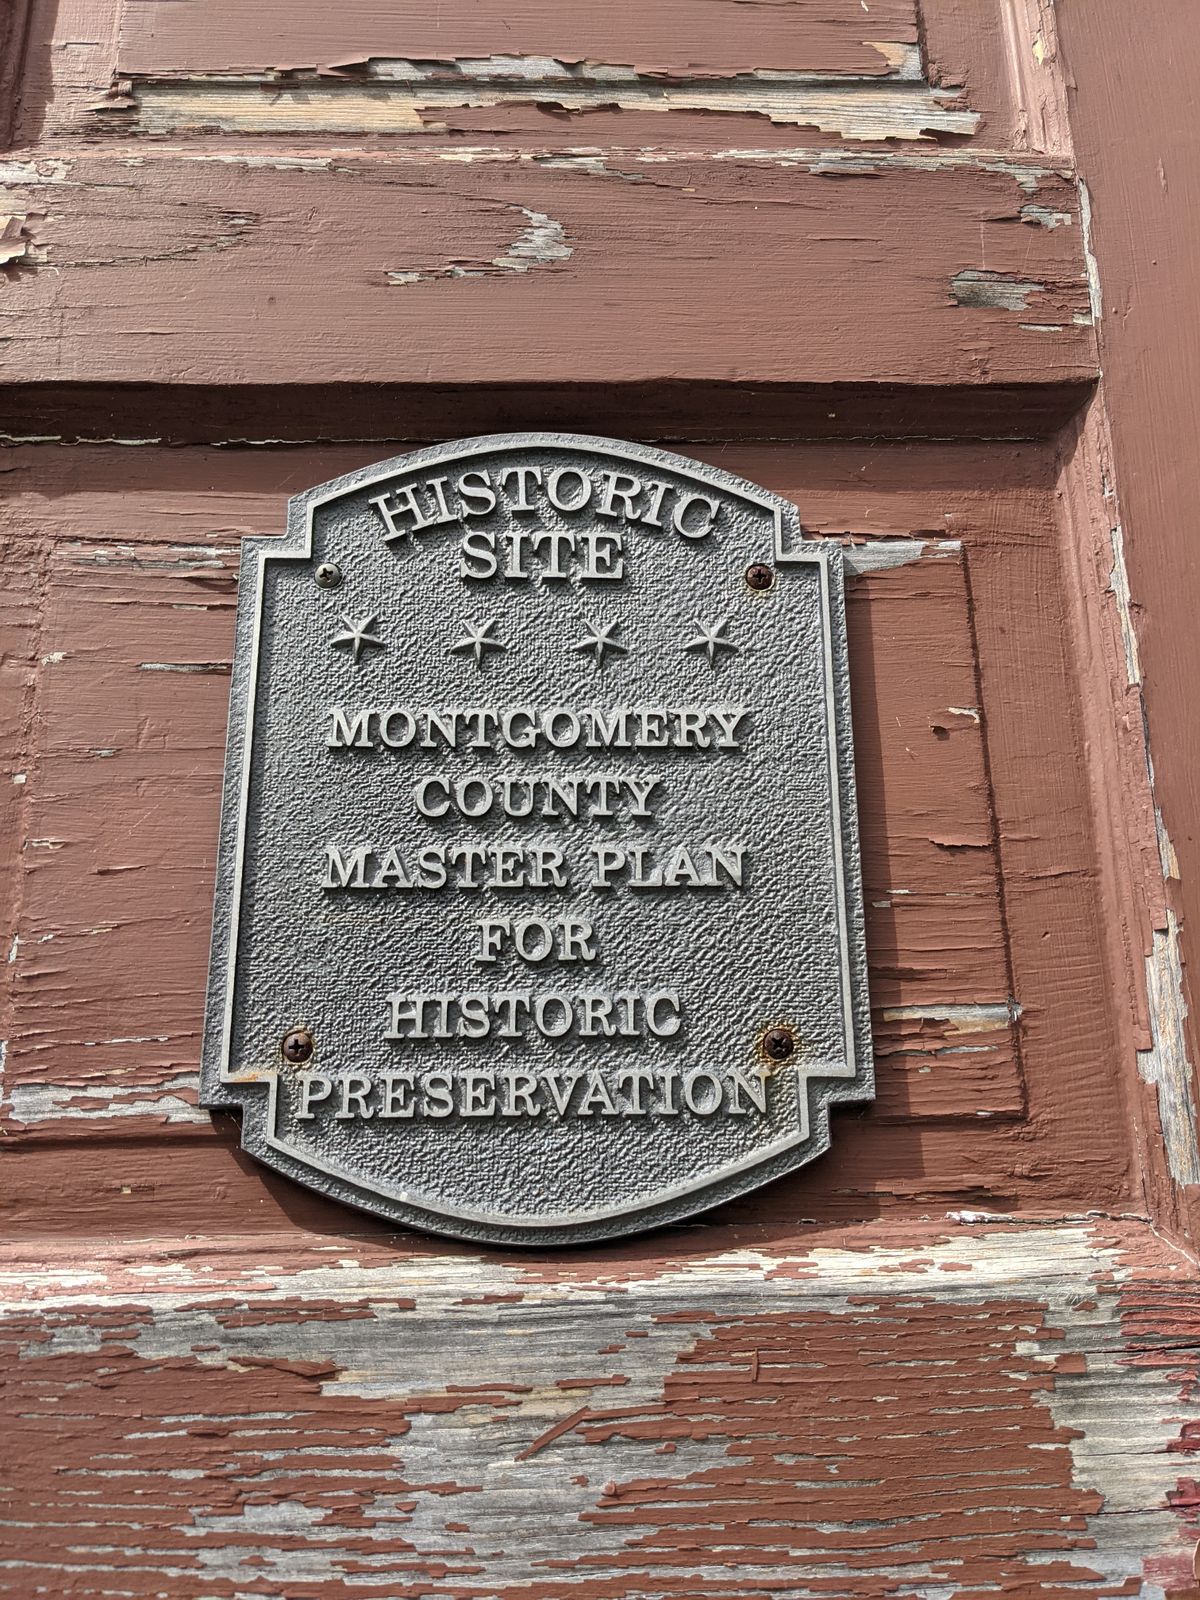 HISTORIC
SITE
MONTGOMERY
COUNTY
MASTER PLAN
FOR
HISTORIC
PRESERVATION